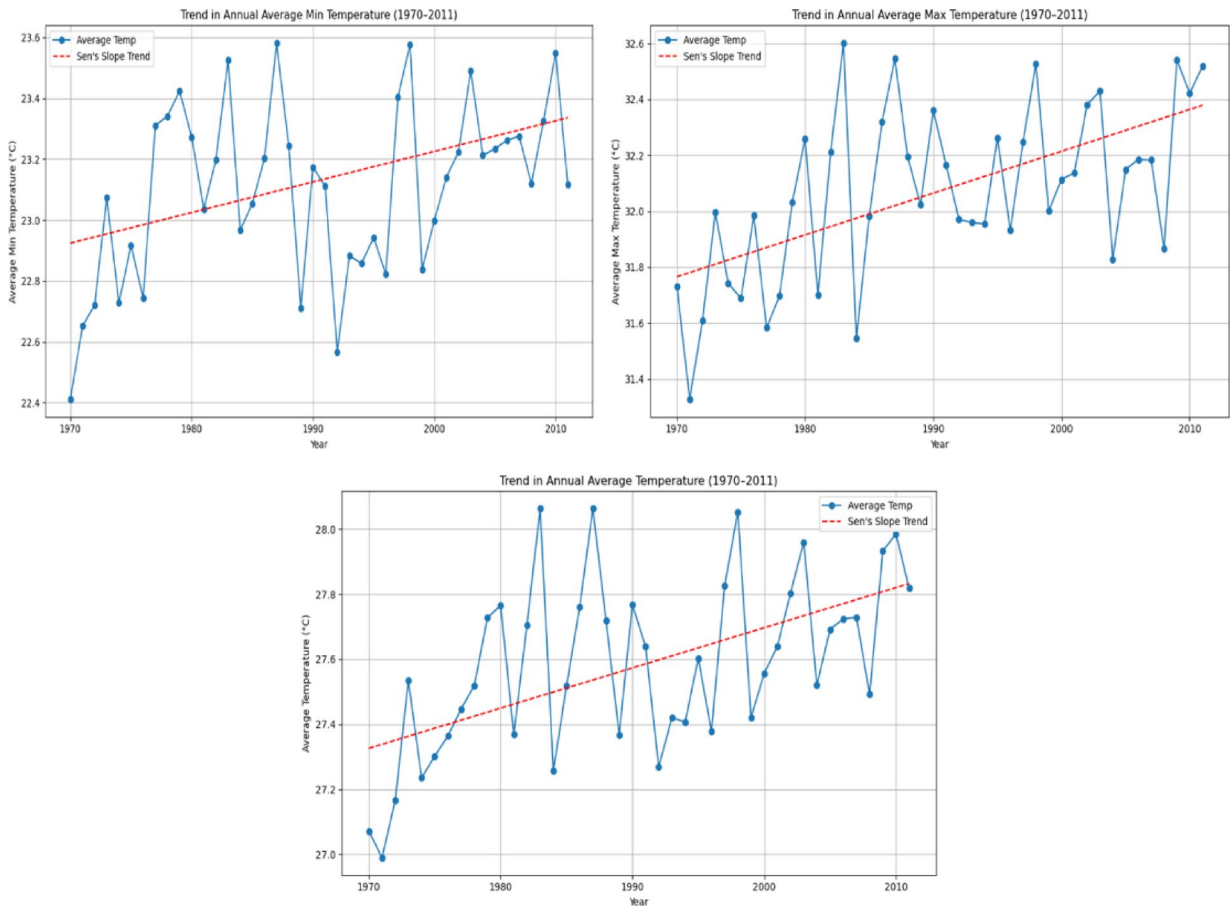 Trend in Annual Average Min Temperature (1970–2011)
Average Temp
Sen's Slope Trend
23.6
23.4
23.2
23.0
22.8
22.6
22.4
Average Min Temperature (°C)
1970
1980
1990
2000
2010
Year
Trend in Annual Average Max Temperature (1970–2011)
Average Temp
Sen's Slope Trend
32.6
32.4
32.2
32.0
31.8
31.6
31.4
Average Max Temperature (°C)
1970
1980
1990
2000
2010
Year
Trend in Annual Average Temperature (1970–2011)
Average Temp
Sen's Slope Trend
28.0
27.8
27.6
27.4
27.2
27.0
Average Temperature (°C)
1970
1980
1990
2000
2010
Year